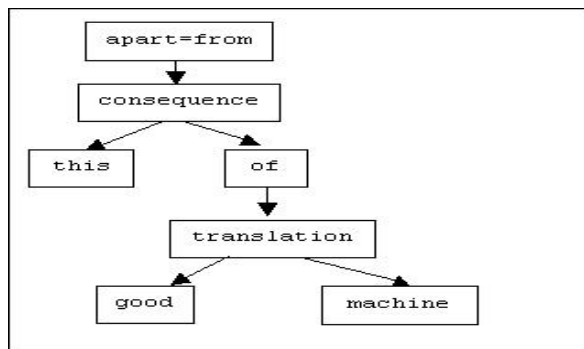 apart=from
consequence
this of
translation
good machine